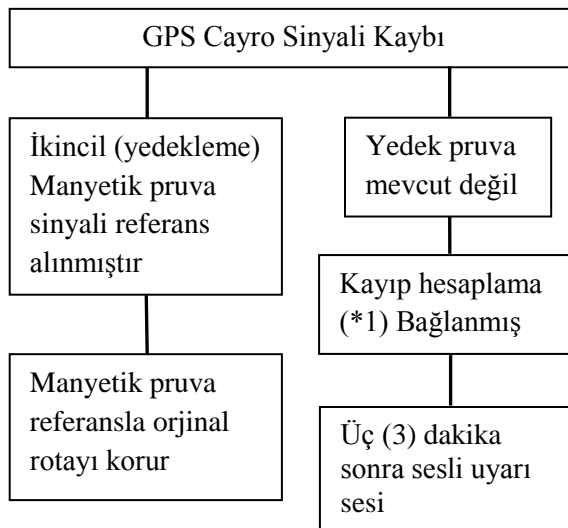 GPS Cayro Sinyali Kaybı
İkincil (yedekleme)
Manyetik pruva
sinyali referans
alınmıştır
Manyetik pruva
referansla orjinal
rotayı korur
Yedek pruva
mevcut değil
Kayıp hesaplama
(*1) Bağlanmış
Üç (3) dakika
sonra sesli uyarı
sesi